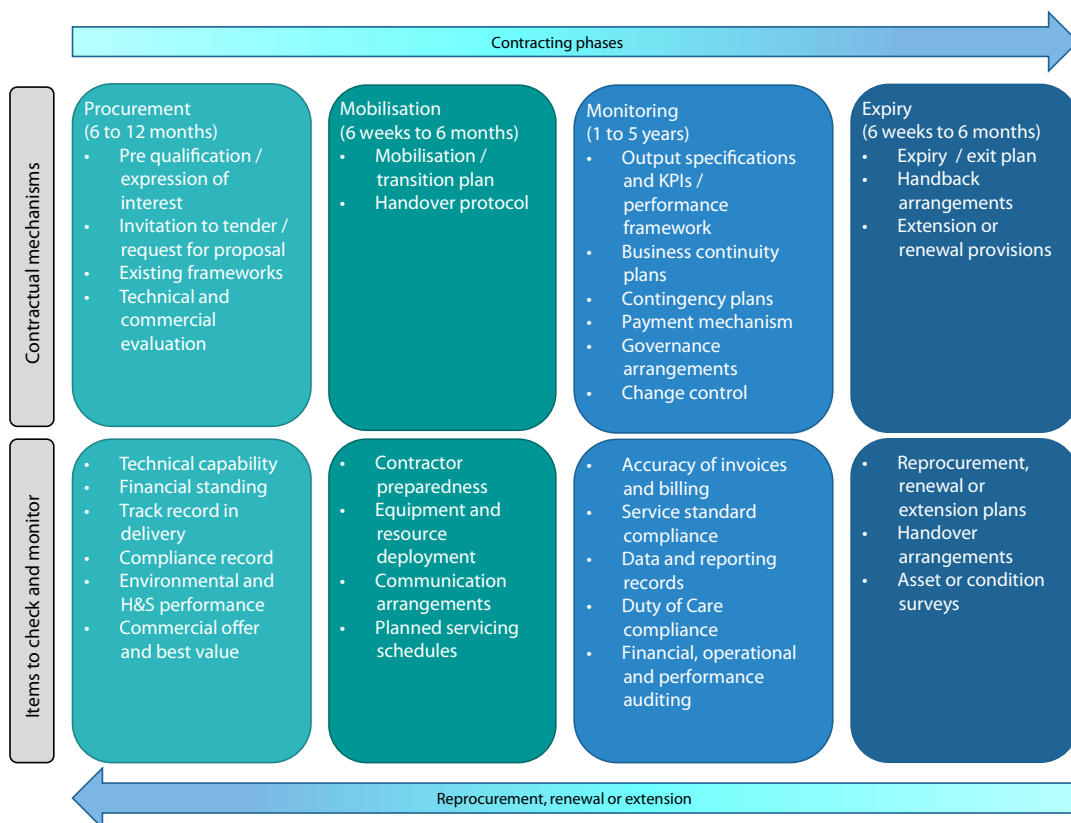 Contracting phases
Contractual mechanisms
Procurement
(6 to 12 months)
• Pre qualification /
expression of
interest
• Invitation to tender /
request for proposal
• Existing frameworks
• Technical and
commercial
evaluation
Mobilisation
(6 weeks to 6 months)
• Mobilisation /
transition plan
• Handover protocol
Monitoring
(1 to 5 years)
• Output specifications
and KPIs /
performance
framework
• Business continuity
plans
• Contingency plans
• Payment mechanism
• Governance
arrangements
• Change control
Expiry
(6 weeks to 6 months)
• Expiry / exit plan
• Handback
arrangements
• Extension or
renewal provisions
Items to check and monitor
• Technical capability
• Financial standing
• Track record in
delivery
• Compliance record
• Environmental and
H&S performance
• Commercial offer
and best value
• Contractor
preparedness
• Equipment and
resource
deployment
• Communication
arrangements
• Planned servicing
schedules
• Accuracy of invoices
and billing
• Service standard
compliance
• Data and reporting
records
• Duty of Care
compliance
• Financial, operational
and performance
auditing
• Reprocurement,
renewal or
extension plans
• Handover
arrangements
• Asset or condition
surveys
Reprocurement, renewal or extension